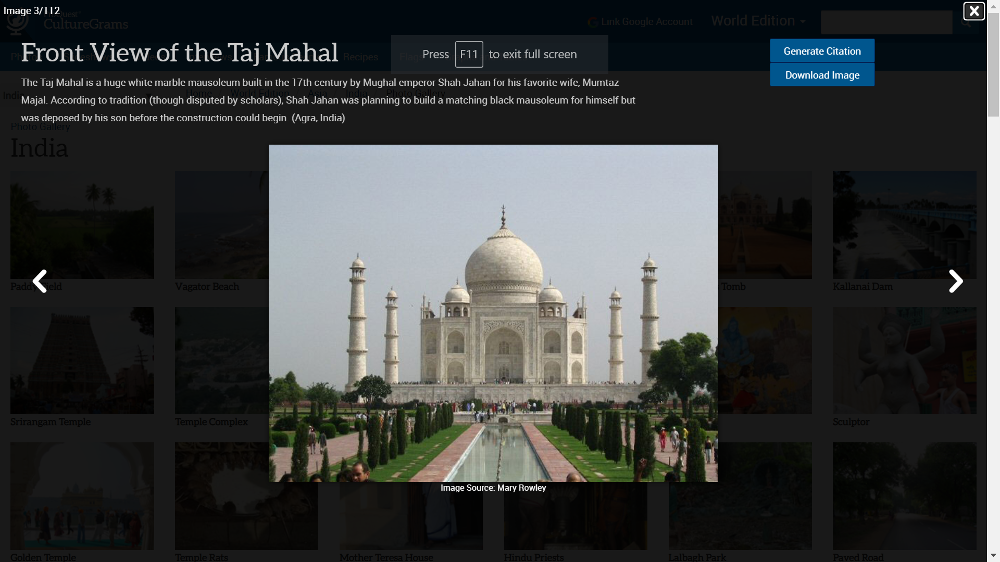 Image 3/112
ProQuest
CultureGrams
Link Google Account
World Edition
Front View of the Taj Mahal
Recipes
Flags
Press F11 to exit full screen
Generate Citation
Download Image
The Taj Mahal is a huge white marble mausoleum built in the 17th century by Mughal emperor Shah Jahan for his favorite wife, Mumtaz
India
Home / World Edition / Asia / India / Photo Gallery
Majal. According to tradition (though disputed by scholars), Shah Jahan was planning to build a matching black mausoleum for himself but
was deposed by his son before the construction could begin. (Agra, India)
Photo Gallery
India
Paddy Field
Vagator Beach
Tomb
Kallanai Dam
Srirangam Temple
Temple Complex
Sculptor
Image Source: Mary Rowley
Golden Temple
Temple Rats
Mother Teresa House
Hindu Priests
Lalbagh Park
Paved Road